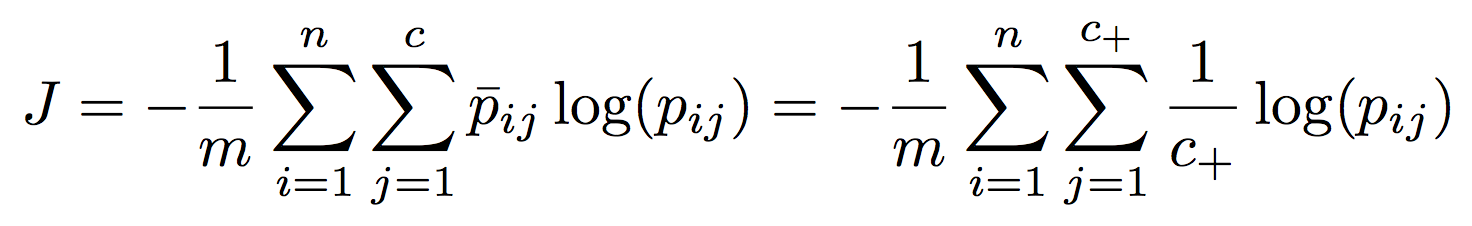 J = -\frac{1}{m} \sum_{i=1}^{n} \sum_{j=1}^{c} \bar{p}_{ij} \log(p_{ij}) = -\frac{1}{m} \sum_{i=1}^{n} \sum_{j=1}^{c_+} \frac{1}{c_+} \log(p_{ij})